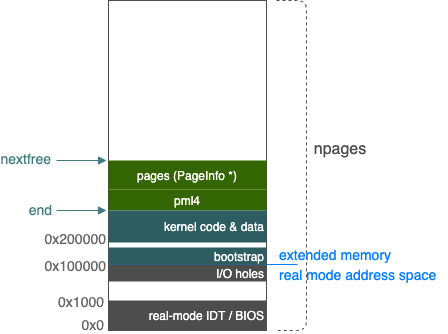 nextfree
pages (PageInfo *)
npages
pml4
end
kernel code & data
0x200000
bootstrap
extended memory
0x100000
I/O holes
real mode address space
0x1000
real-mode IDT / BIOS
0x0